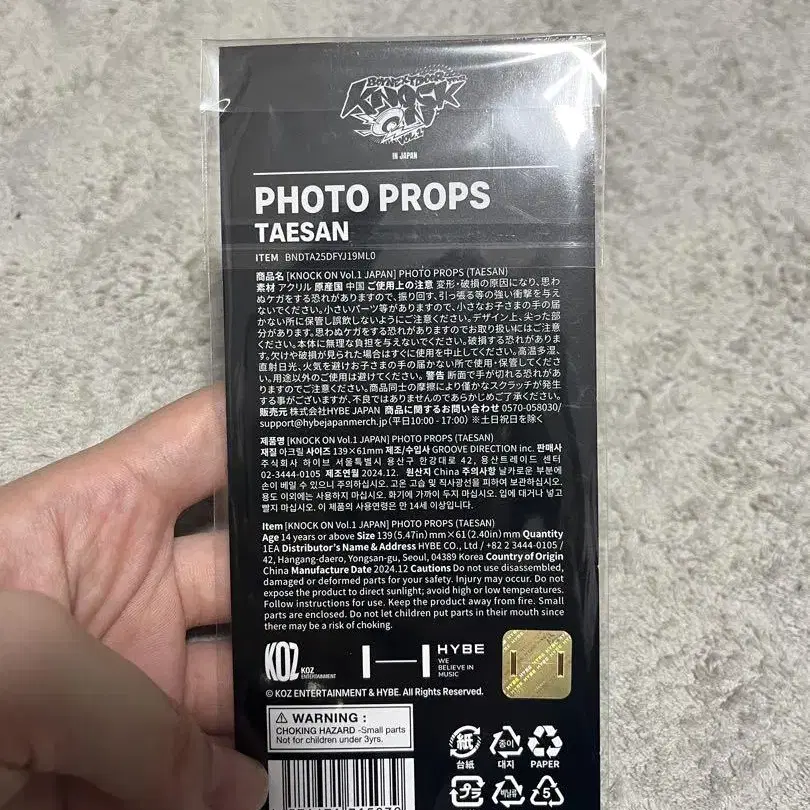 BOYNEXTDOOR
KNOCK
ON
VOL.1
IN JAPAN
PHOTO PROPS
TAESAN
ITEM BNDTA25DFYJ19ML0
商品名 [KNOCK ON Vol.1 JAPAN] PHOTO PROPS (TAESAN)
素材 アクリル 原産国 中国 ご使用上の注意 変形・破損の原因になり、思わ
ぬケガをする恐れがありますので、振り回す、引っ張る等の強い衝撃を与え
ないでください。小さいパーツ等がありますので、小さなお子さまの手の届
かない所に保管し誤飲しないようにご注意ください。デザイン上、尖った部
分があります。思わぬケガをする恐れがありますのでお取り扱いにはご注意
ください。本体に無理な負担を与えないでください。破損する恐れがありま
す。欠けや破損が見られた場合はすぐに使用を中止してください。高温多湿、
直射日光、火気を避けお子さまの手の届かない所で使用・保管してくださ
い。用途以外のご使用は避けてください。警告 断面で手が切れる恐れがあ
りますのでご注意ください。商品同士の摩擦により僅かなスクラッチが発生
する事がございますが、不良ではありませんのであらかじめご了承ください。
販売元 株式会社HYBE JAPAN 商品に関するお問い合わせ 0570-058030/
support@hybejapanmerch.jp (平日10:00 - 17:00) ※土日祝日を除く
제품명 [KNOCK ON Vol.1 JAPAN] PHOTO PROPS (TAESAN)
재질 아크릴 사이즈 139×61mm 제조/수입사 GROOVE DIRECTION inc. 판매사
주식회사 하이브 서울특별시 용산구 한강대로 42, 용산트레이드 센터
02-3444-0105 제조연월 2024.12. 원산지 China 주의사항 날카로운 부분에
손이 베일 수 있으니 주의하십시오. 고온 고습 및 직사광선을 피하여 보관하십시오.
용도 이외에는 사용하지 마십시오. 화기에 가까이 두지 마십시오. 입에 대거나 넣고
빨지 마십시오. 이 제품의 사용연령은 만 14세 이상입니다.
Item [KNOCK ON Vol.1 JAPAN] PHOTO PROPS (TAESAN)
Age 14 years or above Size 139(5.47in)mm×61(2.40in)mm Quantity
1EA Distributor's Name & Address HYBE CO., Ltd / +82 2 3444-0105 /
42, Hangang-daero, Yongsan-gu, Seoul, 04389 Korea Country of Origin
China Manufacture Date 2024.12 Cautions Do not use disassembled,
damaged or deformed parts for your safety. Injury may occur. Do not
expose the product to direct sunlight; avoid high or low temperatures.
Follow instructions for use. Keep the product away from fire. Small
parts are enclosed. Do not let children put parts in their mouth since
there may be a risk of choking.
KOZ KOZ
ENTERTAINMENT
HYBE
WE
BELIEVE IN
MUSIC
© KOZ ENTERTAINMENT & HYBE. All Rights Reserved.
WARNING :
CHOKING HAZARD -Small parts
Not for children under 3yrs.
紙
台紙
종이
대지
PAPER
プラ
비닐류
5